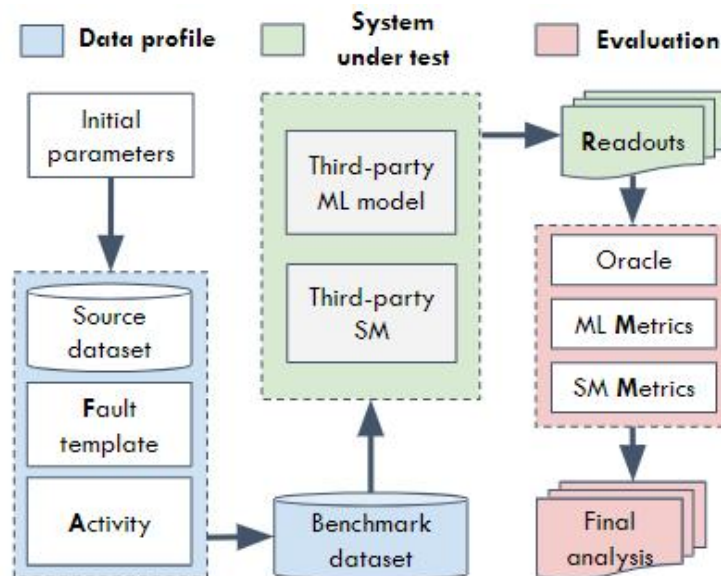 Data profile
System
under test
Evaluation
Initial
parameters
Source
dataset
Fault
template
Activity
Benchmark
dataset
Third-party
ML model
Third-party
SM
Readouts
Oracle
ML Metrics
SM Metrics
Final
analysis